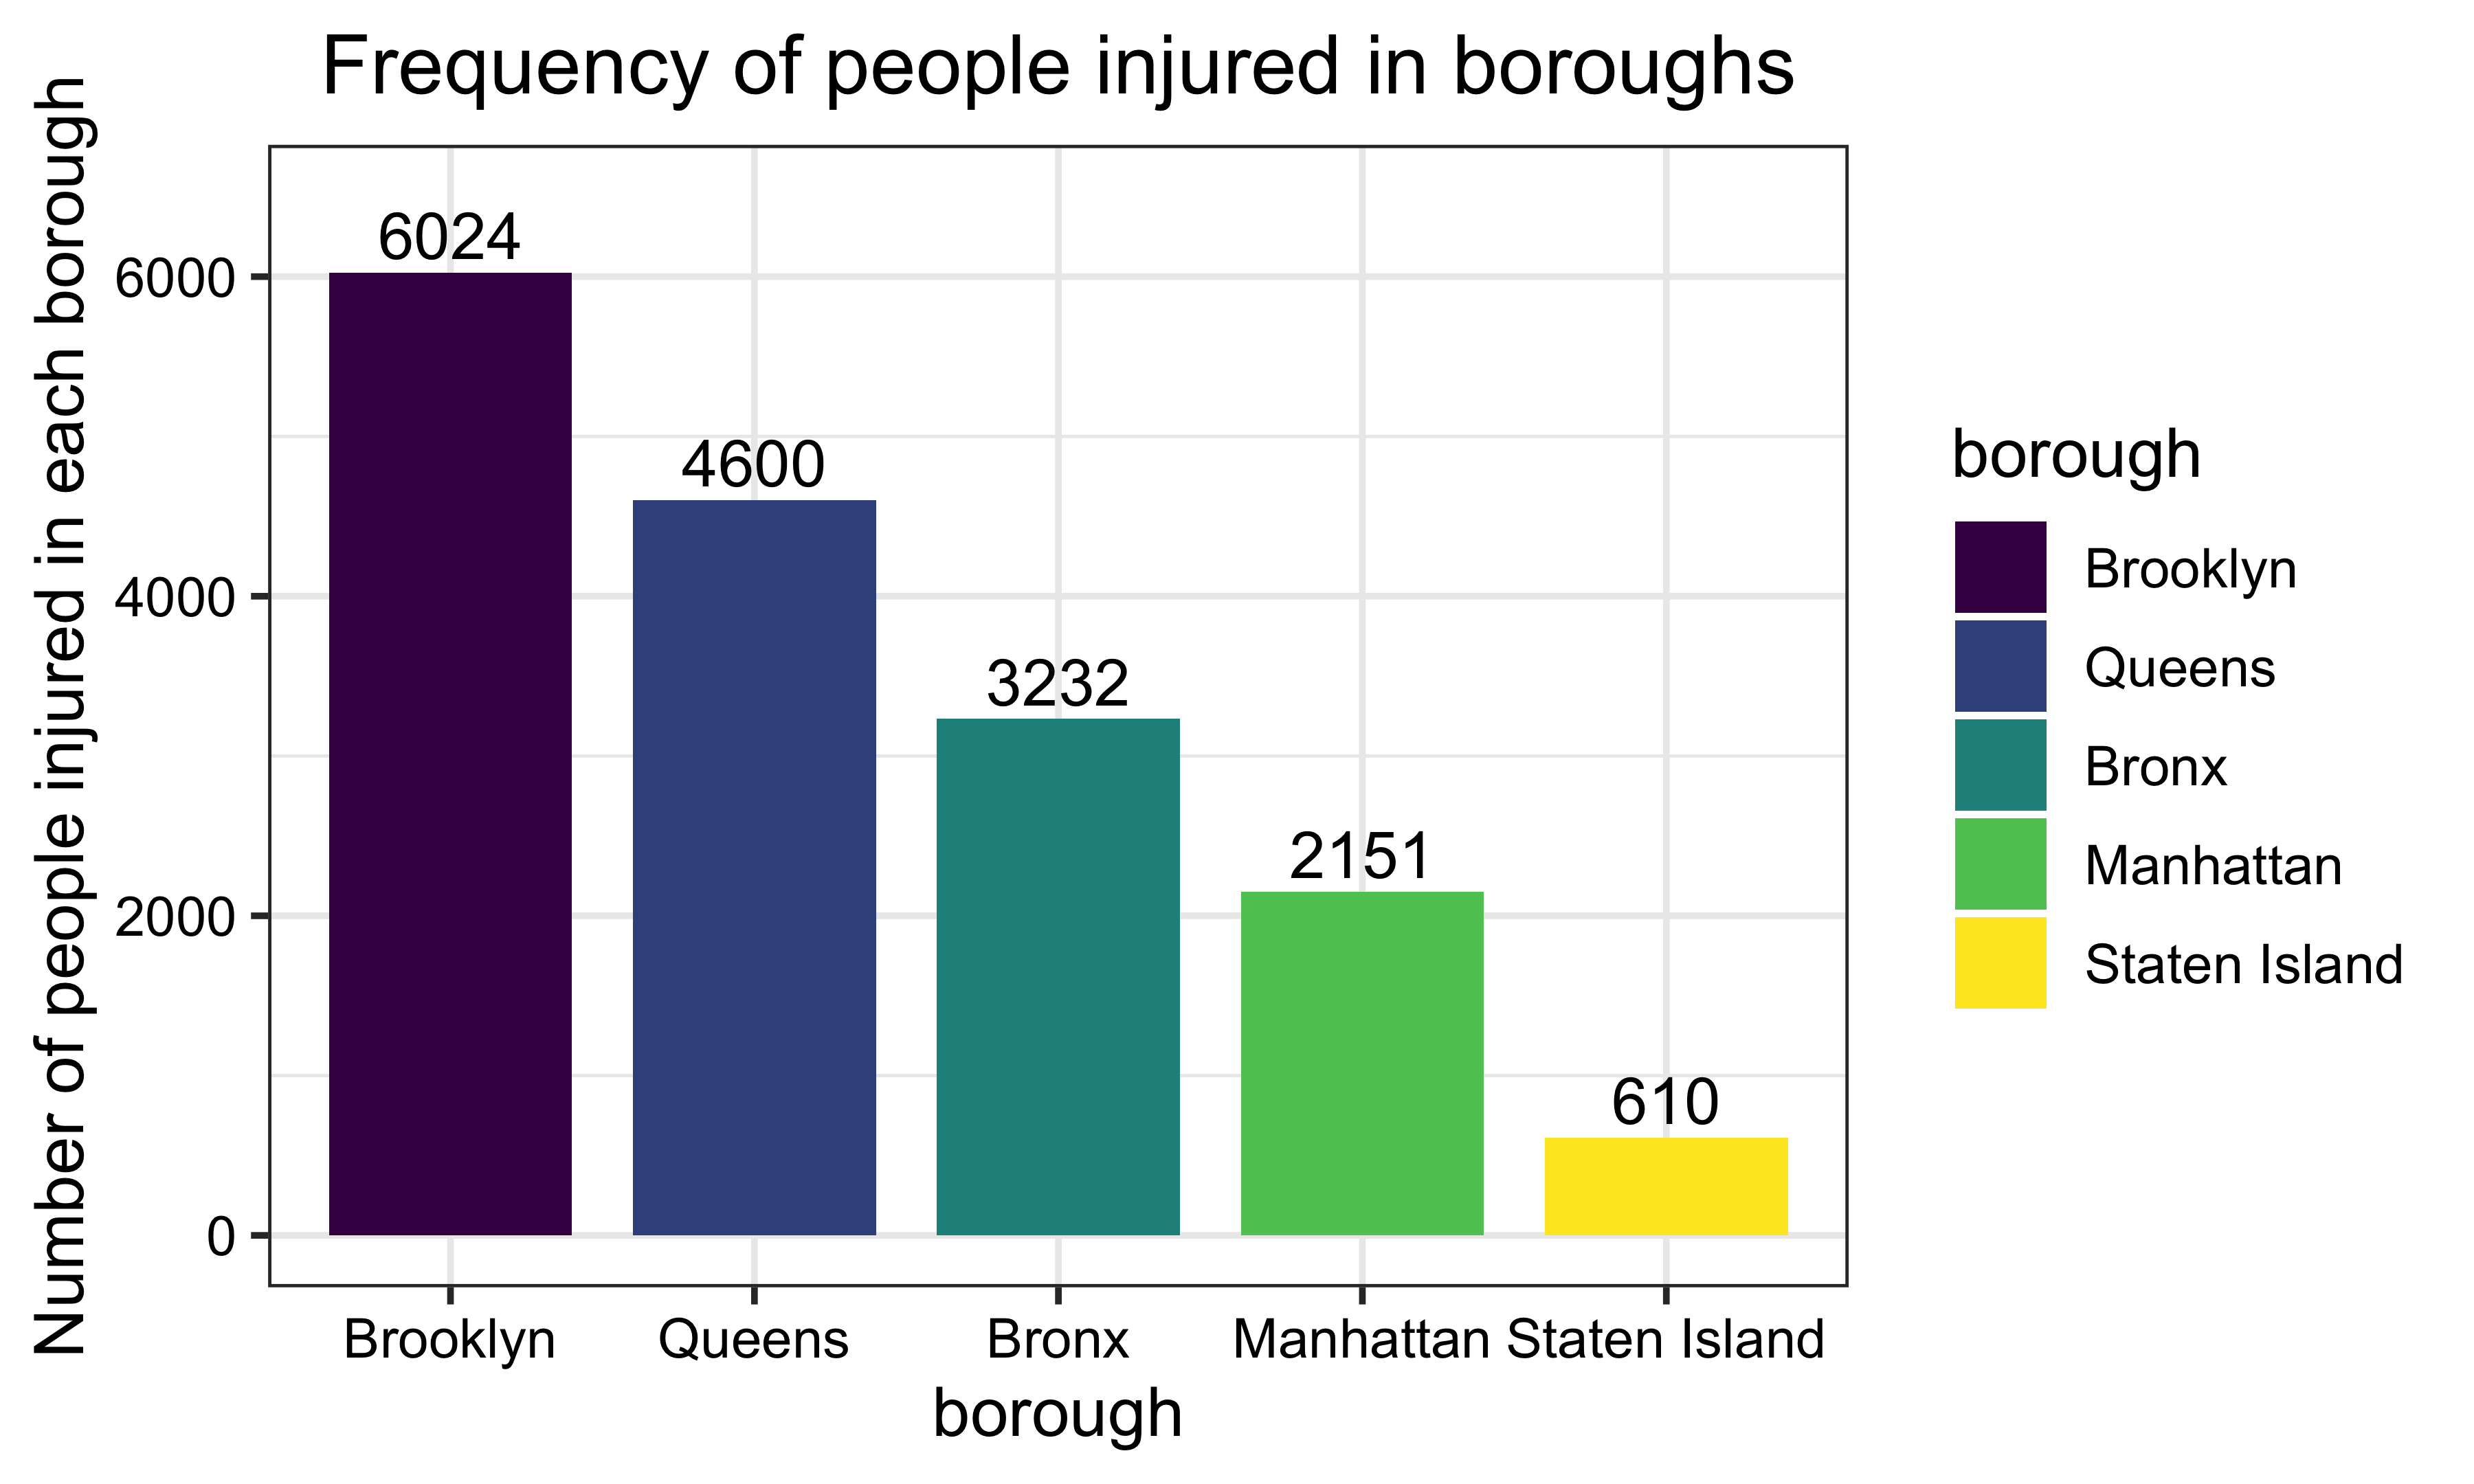 Frequency of people injured in boroughs
Number of people injured in each borough
6000
4000
2000
0
6024
4600
3232
2151
610
Brooklyn
Queens
Bronx
Manhattan
Staten Island
borough
borough
Brooklyn
Queens
Bronx
Manhattan
Staten Island